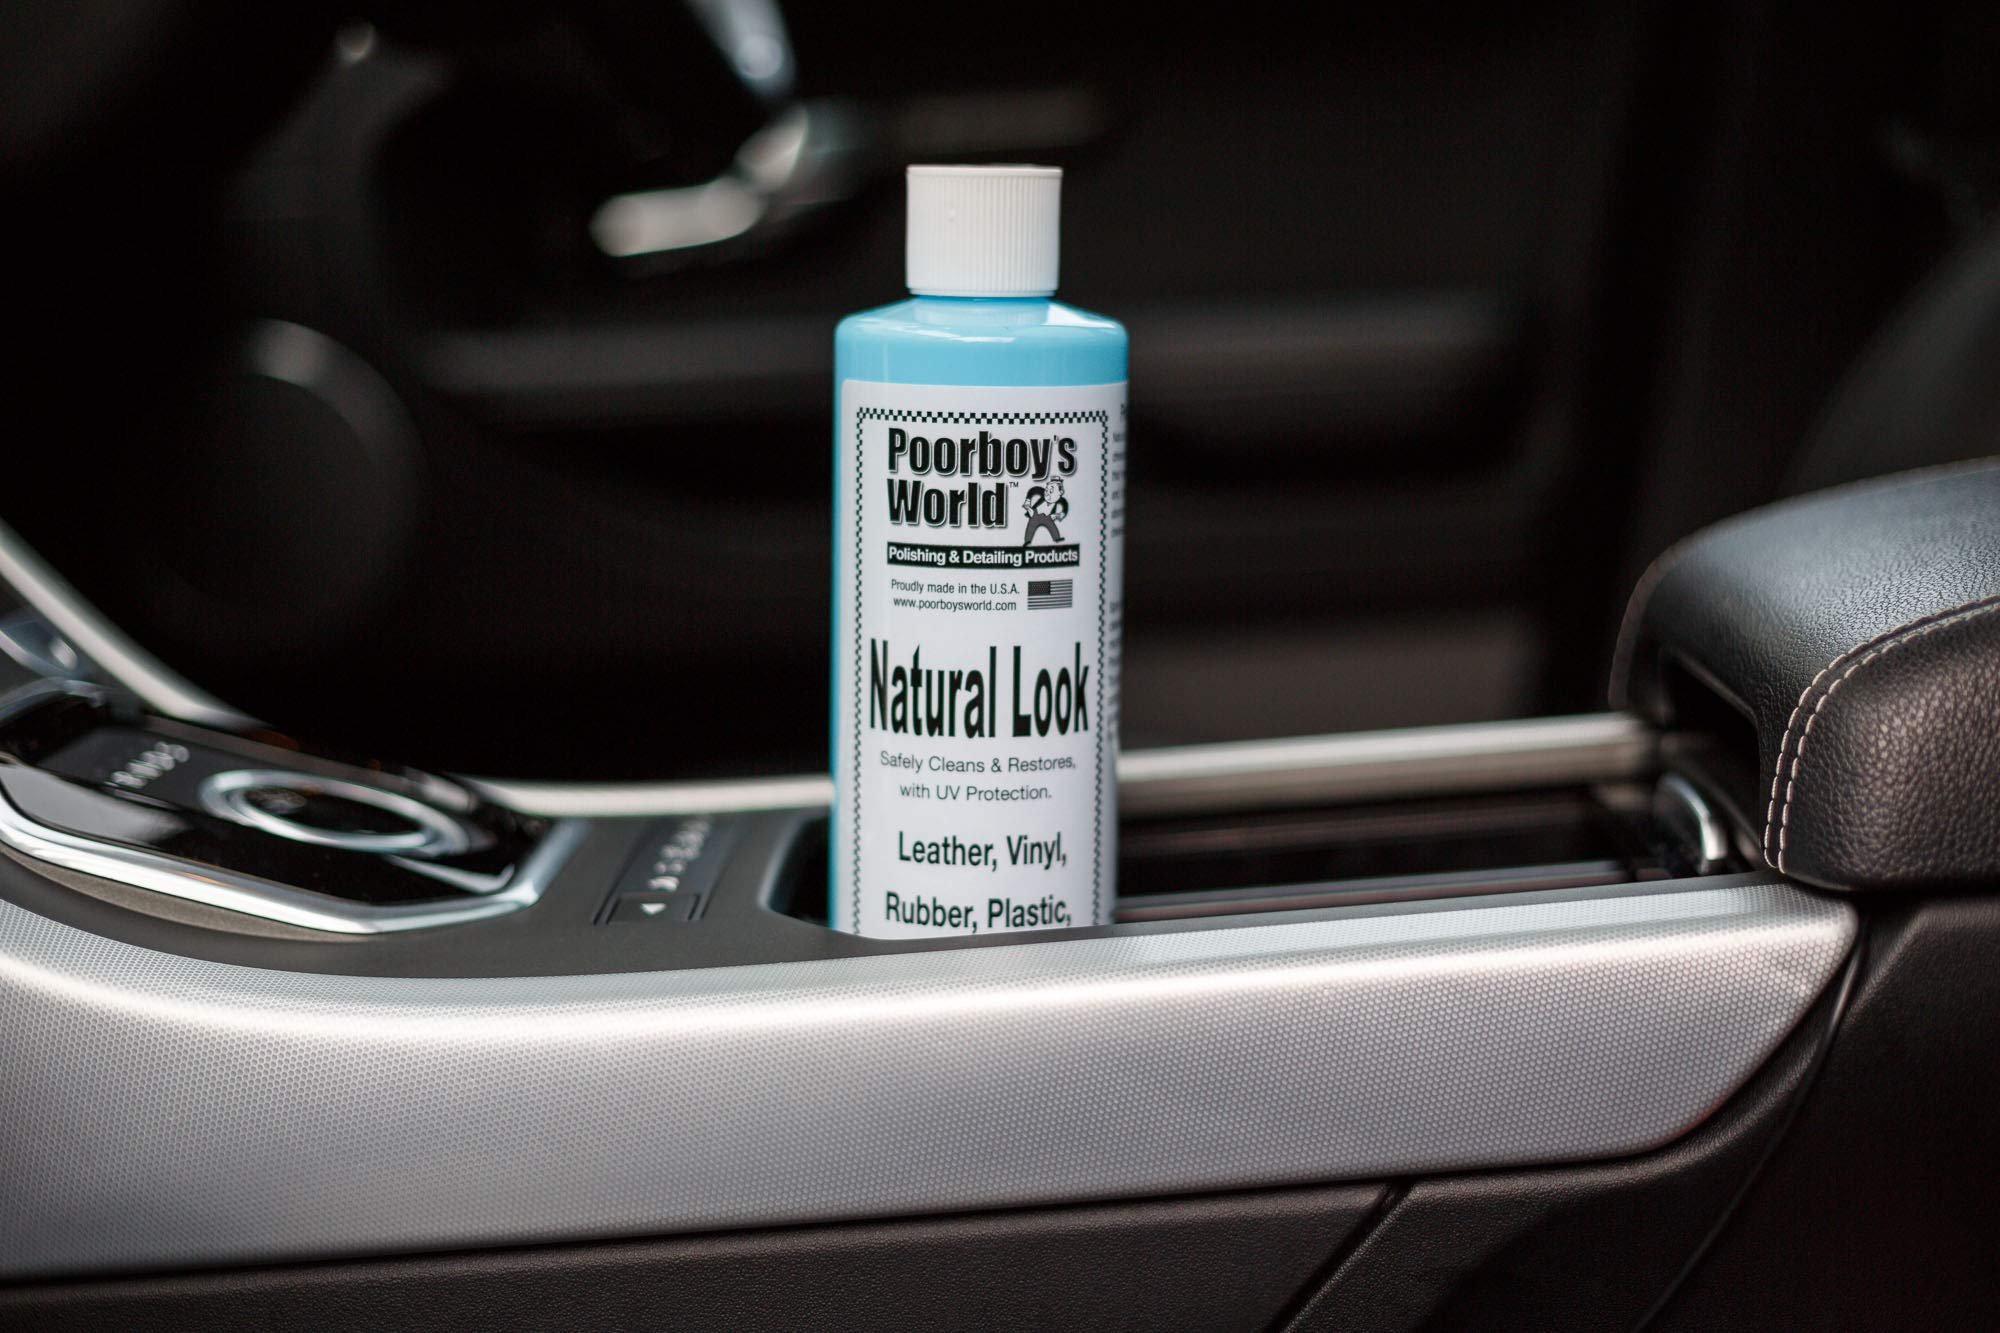 Poorboy's
World™
Polishing & Detailing Products
Proudly made in the U.S.A.
www.poorboysworld.com
Natural Look
Safely Cleans & Restores,
with UV Protection.
Leather, Vinyl,
Rubber, Plastic,